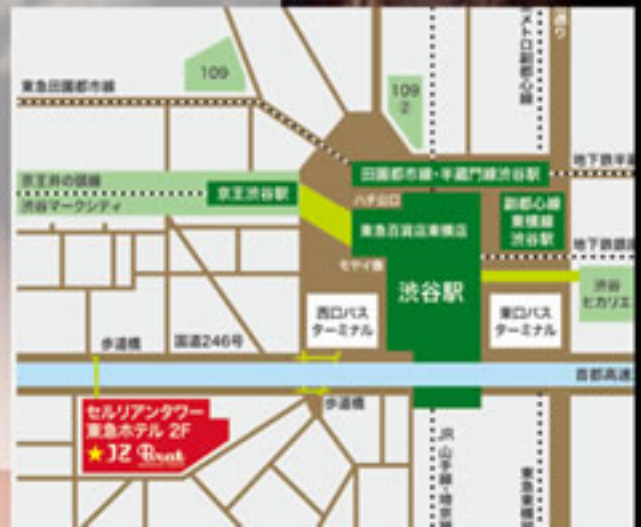 通り
メトロ副都心線
109
109
②
東急田園都市線
地下鉄半蔵
田園都市線・半蔵門線渋谷駅
京王井の頭線
渋谷マークシティ
京王渋谷駅
ハチ公口
副都心線
東横線
渋谷駅
東急百貨店東横店
地下鉄銀座
モヤイ像
渋谷駅
渋谷
ヒカリエ
西口バス
ターミナル
東口バス
ターミナル
歩道橋
国道246号
首都高速
歩道橋
セルリアンタワー
東急ホテル 2F
★JZ Brat
JR 山手線・埼京線
東急東横線